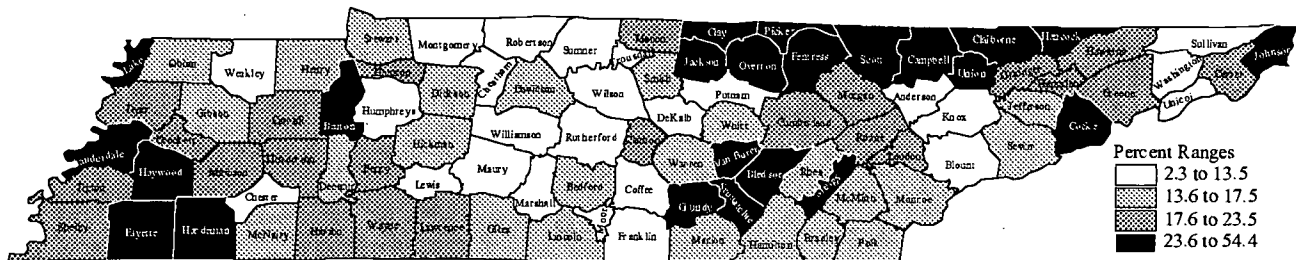 Lake
Obion
Weakley
Henry
Stewart
Montgomery
Robertson
Sumner
Macon
Clay
Pickett
Jackson
Overton
Fentress
Scott
Campbell
Claiborne
Union
Hancock
Hawkins
Sullivan
Johnson
Washington
Carter
Unicoi
Greene
Cocke
Jefferson
Sevier
Knox
Blount
Anderson
Morgan
Roane
Loudon
Monroe
McMinn
Polk
Bradley
Hamilton
Meigs
Rhea
Bledsoe
Cumberland
Putnam
White
Van Buren
Warren
DeKalb
Smith
Wilson
Davidson
Cheatham
Dickson
Houston
Humphreys
Benton
Carroll
Gibson
Dyer
Lauderdale
Haywood
Madison
Henderson
Decatur
Perry
Hickman
Williamson
Rutherford
Cannon
Coffee
Bedford
Maury
Lewis
Marshall
Moore
Grundy
Sequatchie
Marion
Franklin
Lincoln
Giles
Lawrence
Wayne
Hardin
McNairy
Chester
Hardeman
Fayette
Shelby
Tipton
Percent Ranges
2.3 to 13.5
13.6 to 17.5
17.6 to 23.5
23.6 to 54.4